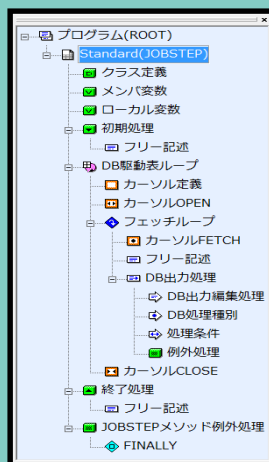 プログラム(ROOT)
Standard(JOBSTEP)
クラス定義
メンバ変数
ローカル変数
初期処理
フリー記述
DB駆動表ループ
カーソル定義
カーソルOPEN
フェッチループ
カーソルFETCH
フリー記述
DB出力処理
DB出力編集処理
DB処理種別
処理条件
例外処理
カーソルCLOSE
終了処理
フリー記述
JOBSTEPメソッド例外処理
FINALLY